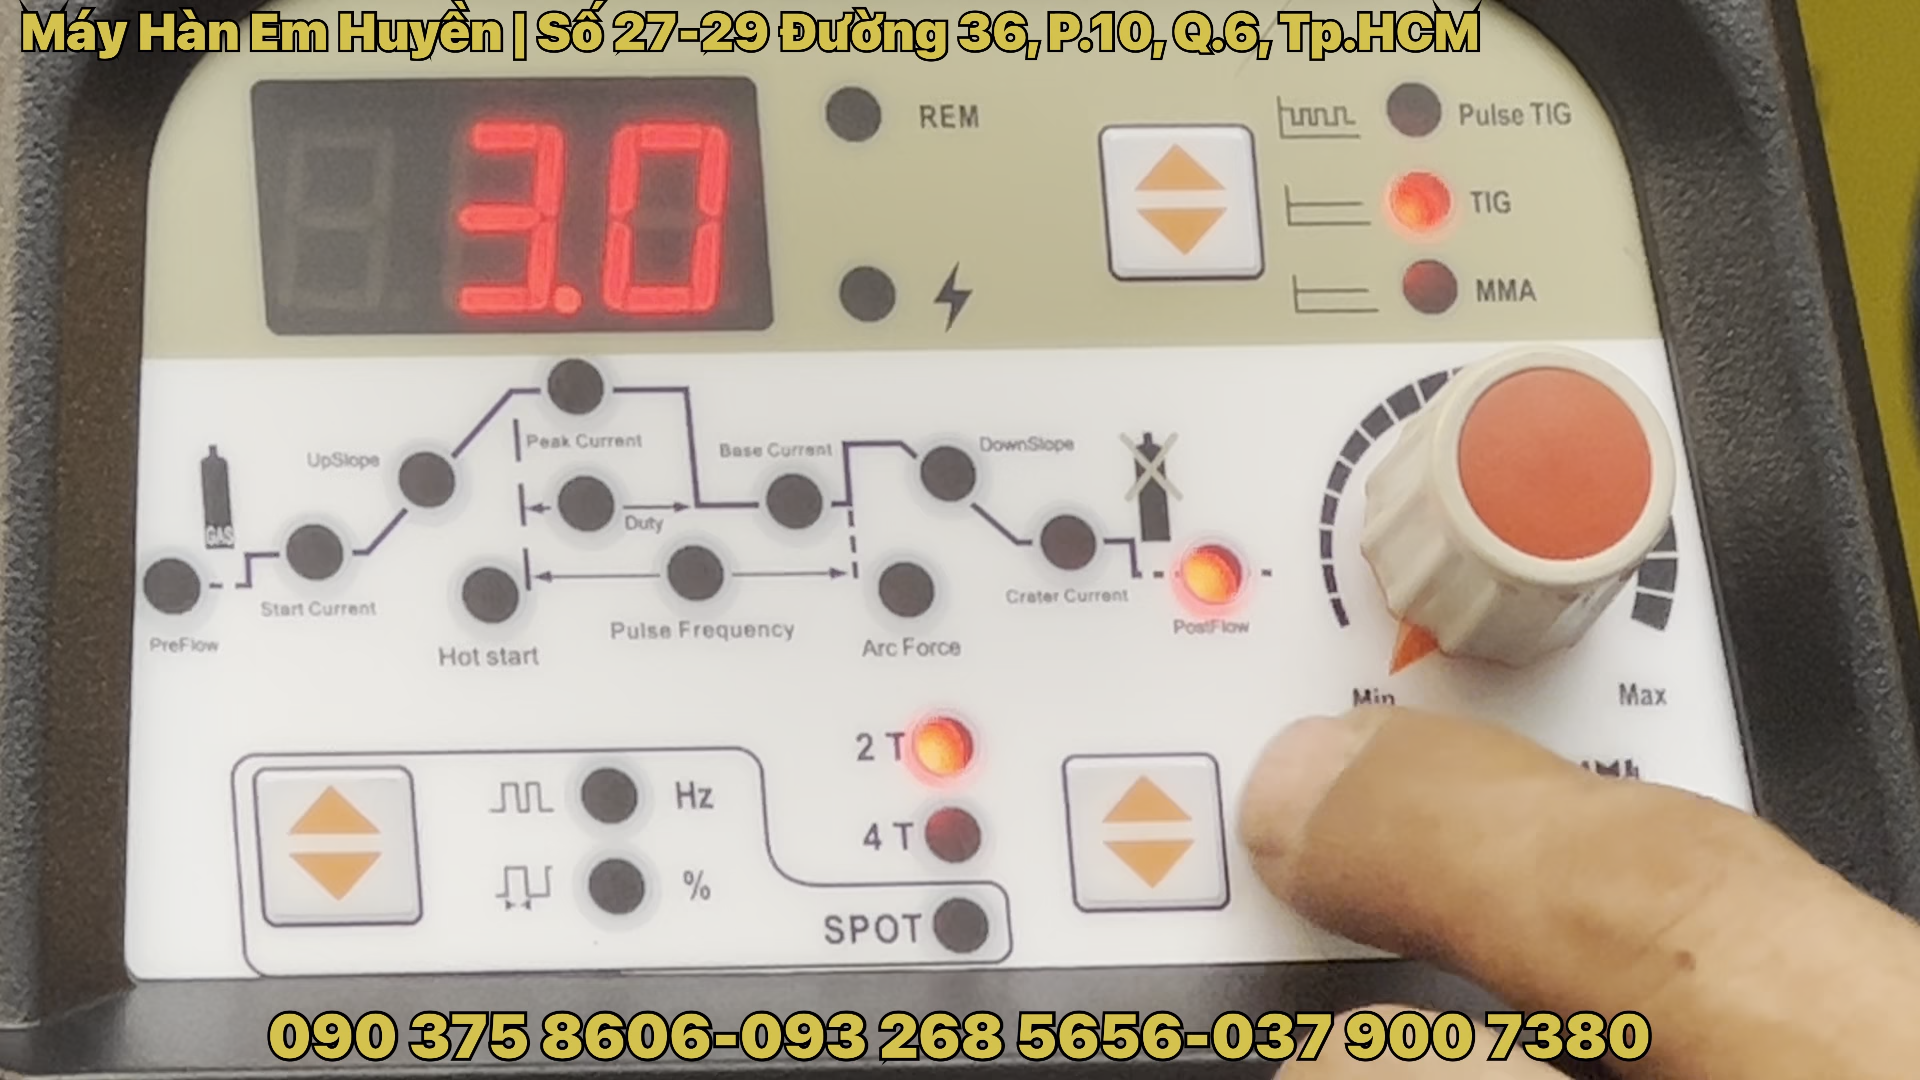 Máy Hàn Em Huyền | Số 27-29 Đường 36, P.10, Q.6, Tp.HCM
3.0
REM
Pulse TIG
TIG
MMA
UpSlope
Peak Current
Base Current
DownSlope
GAS
Duty
Start Current
Crater Current
PreFlow
Hot start
Pulse Frequency
Arc Force
PostFlow
Min
Max
2 T
Hz
4 T
%
SPOT
090 375 8606-093 268 5656-037 900 7380